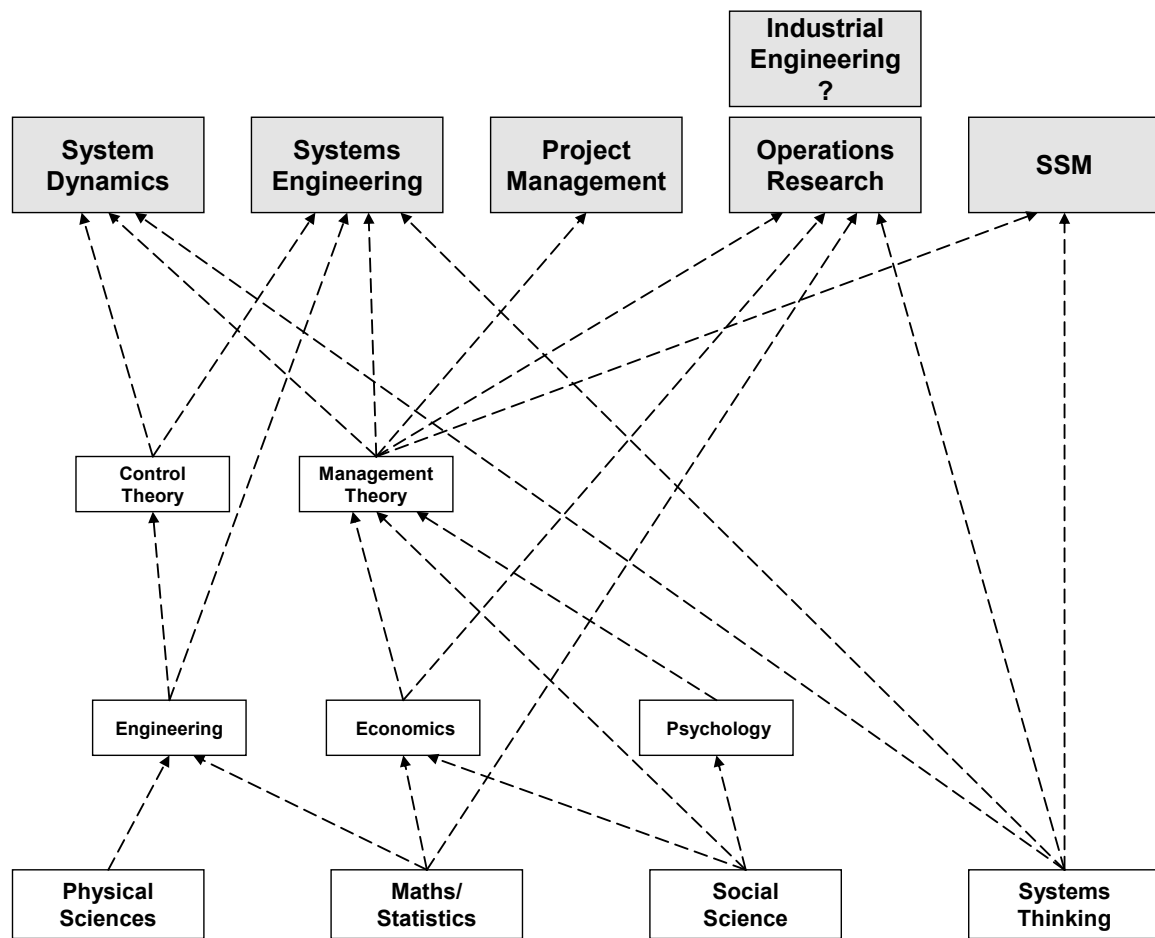 Industrial
Engineering
?
System
Dynamics
Systems
Engineering
Project
Management
Operations
Research
SSM
Control
Theory
Management
Theory
Engineering
Economics
Psychology
Physical
Sciences
Maths/
Statistics
Social
Science
Systems
Thinking